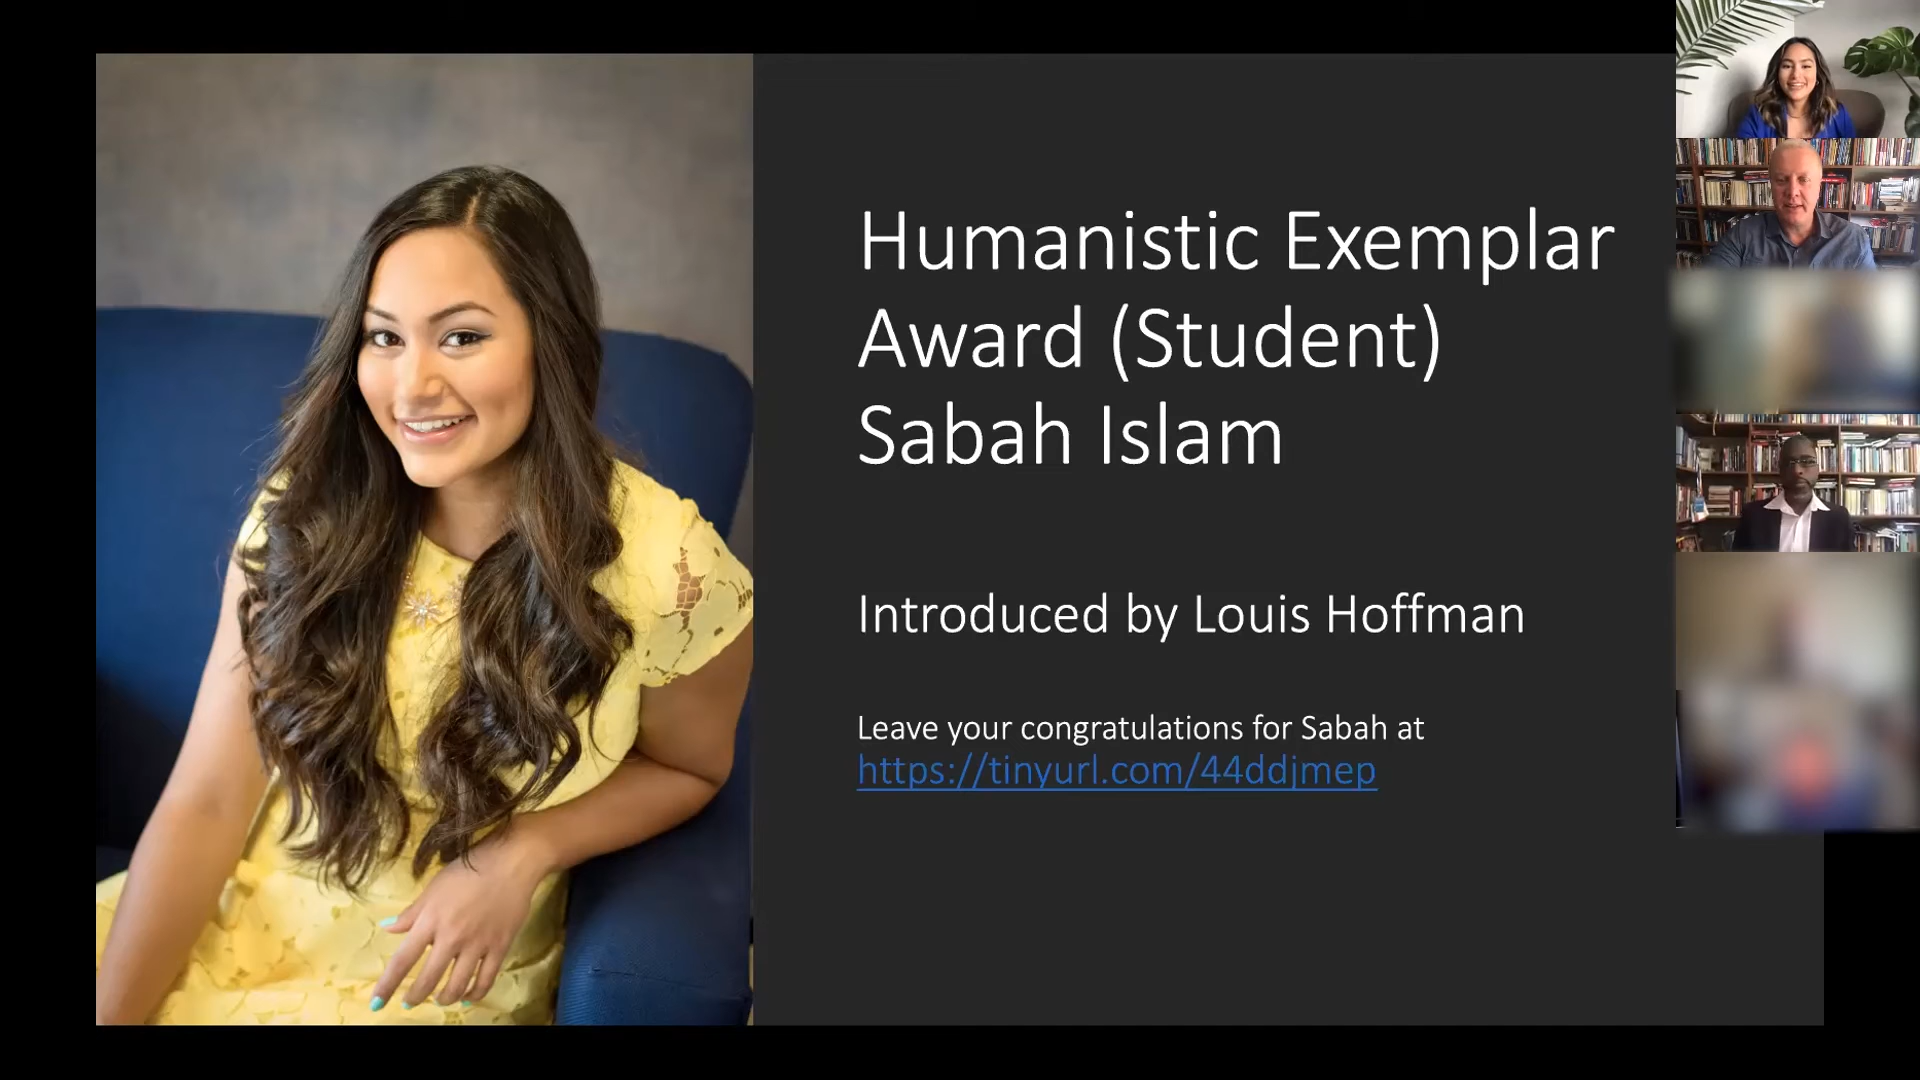 Humanistic Exemplar
Award (Student)
Sabah Islam
Introduced by Louis Hoffman
Leave your congratulations for Sabah at
https://tinyurl.com/44ddjmep